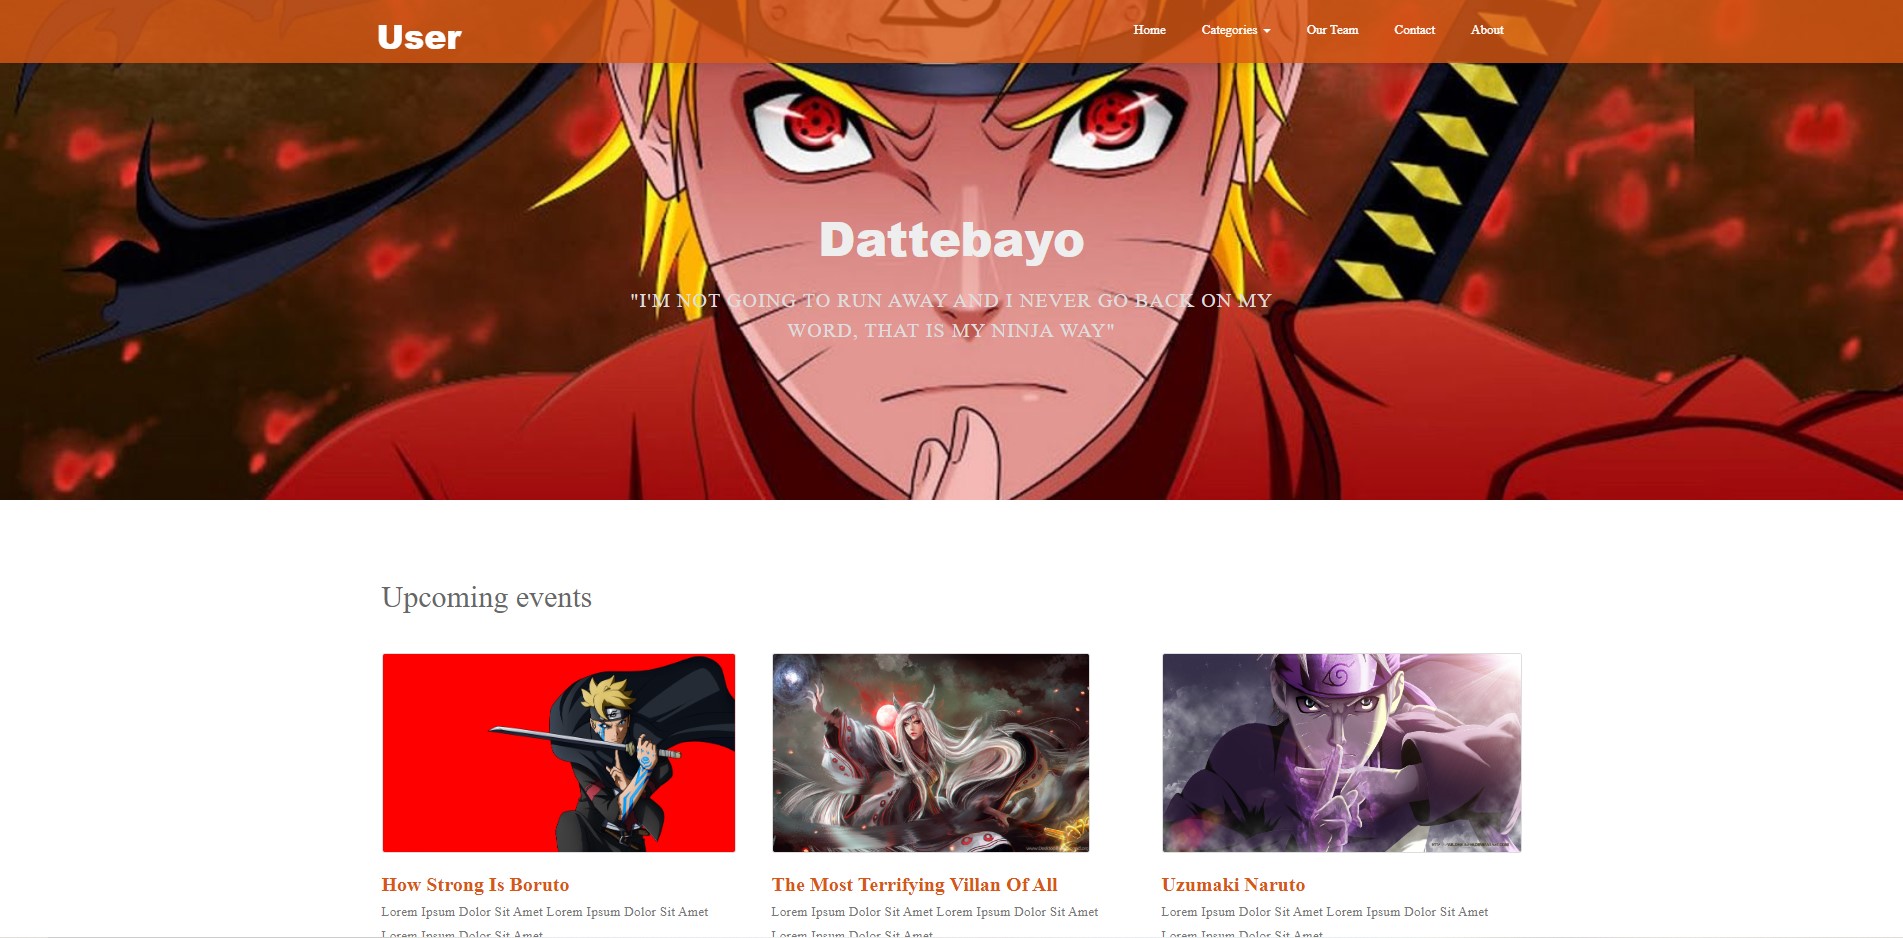 User
Home Categories Our Team Contact About
Dattebayo
"I'M NOT GOING TO RUN AWAY AND I NEVER GO BACK ON MY
WORD, THAT IS MY NINJA WAY"
Upcoming events
How Strong Is Boruto
Lorem Ipsum Dolor Sit Amet Lorem Ipsum Dolor Sit Amet
Lorem Ipsum Dolor Sit Amet
The Most Terrifying Villan Of All
Lorem Ipsum Dolor Sit Amet Lorem Ipsum Dolor Sit Amet
Lorem Ipsum Dolor Sit Amet
Uzumaki Naruto
Lorem Ipsum Dolor Sit Amet Lorem Ipsum Dolor Sit Amet
Lorem Ipsum Dolor Sit Amet